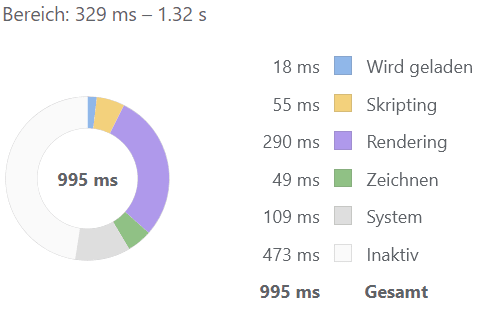 Bereich: 329 ms – 1.32 s
995 ms
18 ms Wird geladen
55 ms Skripting
290 ms Rendering
49 ms Zeichnen
109 ms System
473 ms Inaktiv
995 ms Gesamt